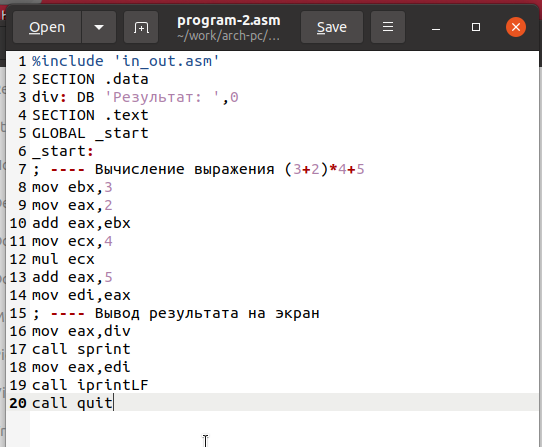 Open
program-2.asm
~/work/arch-pc/...
Save
1 %include 'in_out.asm'
2 SECTION .data
3 div: DB 'Результат: ',0
4 SECTION .text
5 GLOBAL _start
6 _start:
7 ; ---- Вычисление выражения (3+2)*4+5
8 mov ebx,3
9 mov eax,2
10 add eax,ebx
11 mov ecx,4
12 mul ecx
13 add eax,5
14 mov edi,eax
15 ; ---- Вывод результата на экран
16 mov eax,div
17 call sprint
18 mov eax,edi
19 call iprintLF
20 call quit